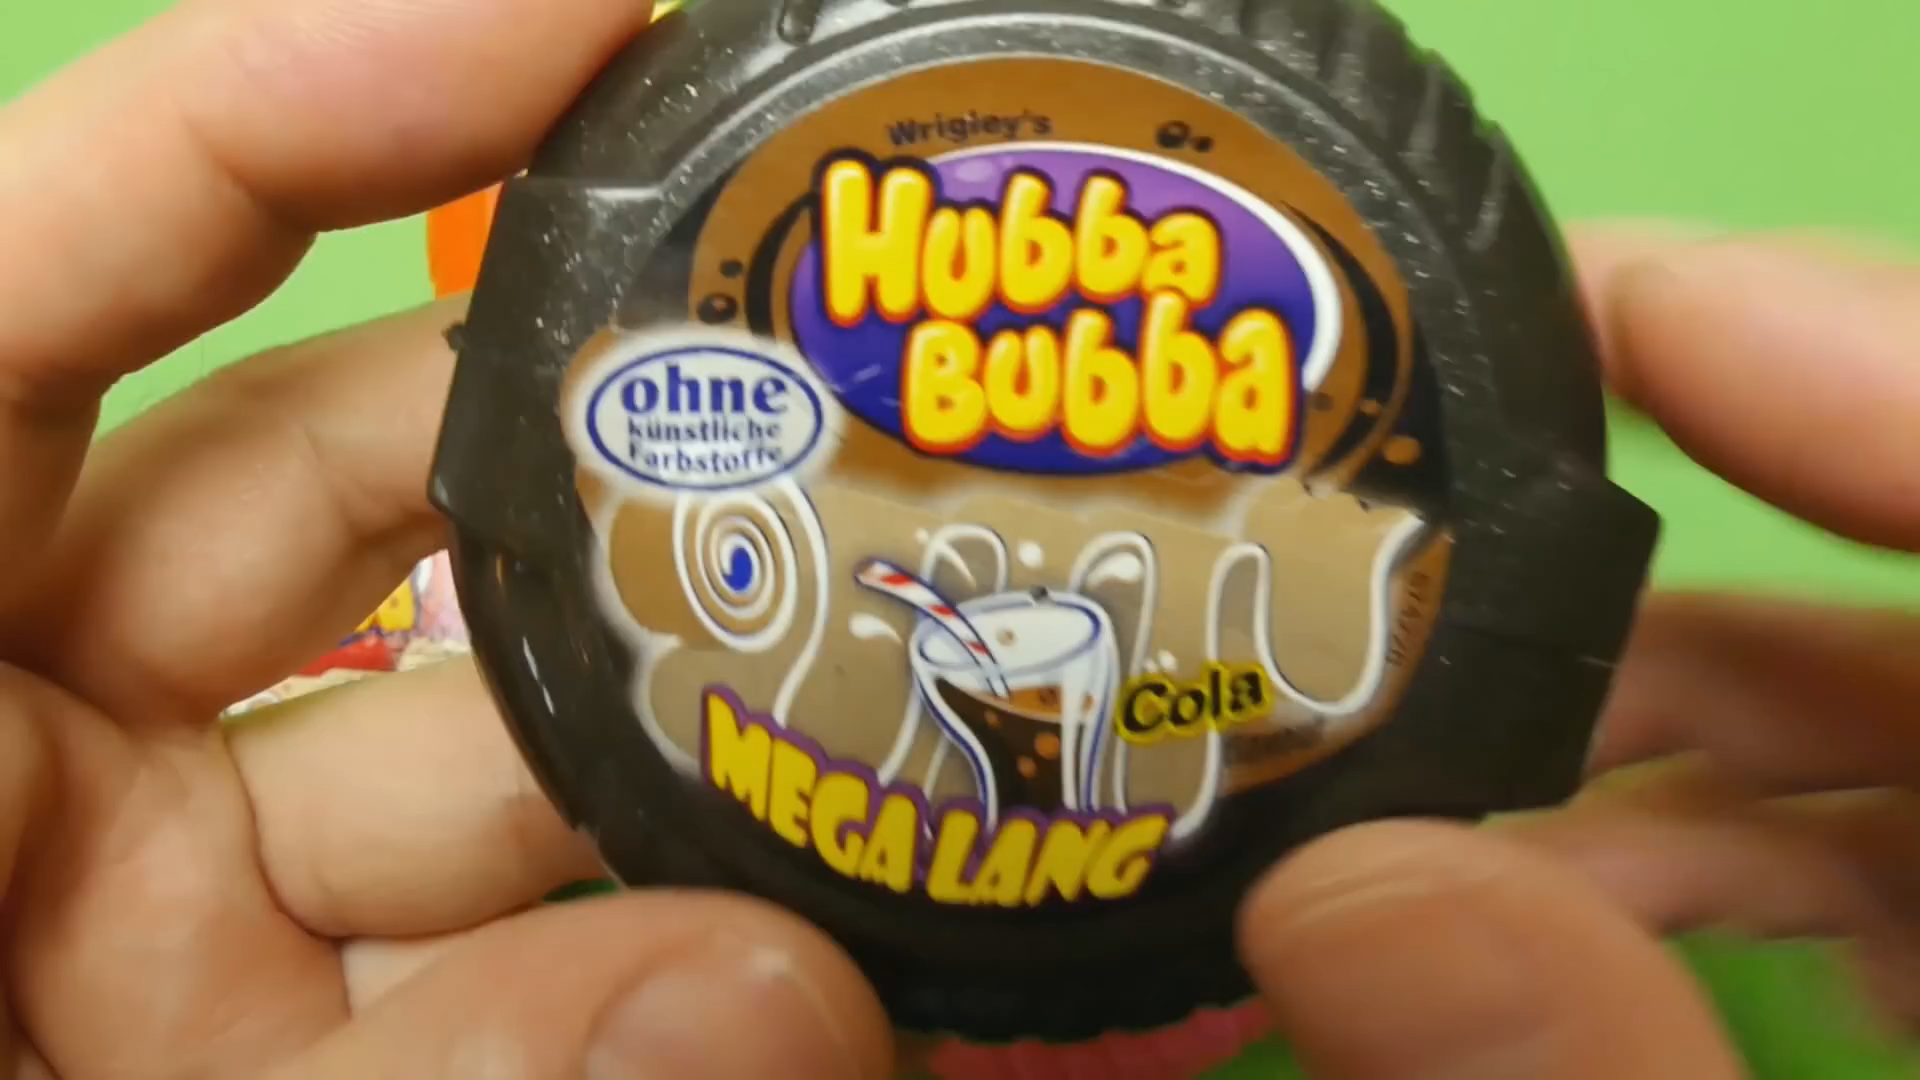 Wrigley's
Hubba
Bubba
ohne
künstliche
Farbstoffe
Cola
MEGA LANG